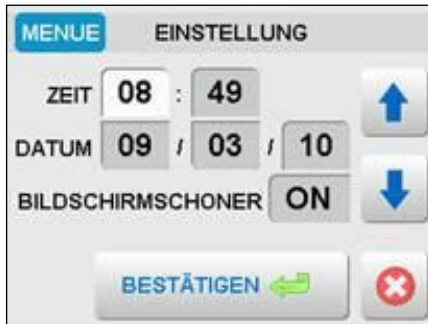 MENUE EINSTELLUNG
ZEIT 08 : 49
DATUM 09 / 03 / 10
BILDSCHIRMSCHONER ON
BESTÄTIGEN